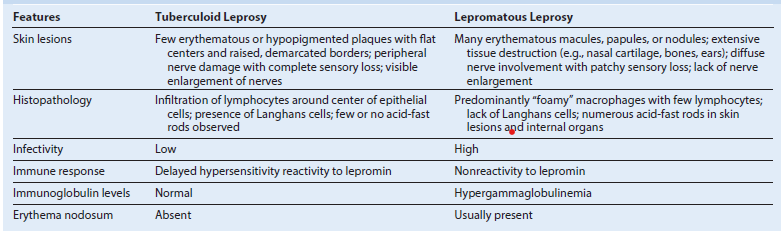 Features Tuberculoid Leprosy Lepromatous Leprosy
Skin lesions Few erythematous or hypopigmented plaques with flat Many erythematous macules, papules, or nodules; extensive
centers and raised, demarcated borders; peripheral tissue destruction (e.g., nasal cartilage, bones, ears); diffuse
nerve damage with complete sensory loss; visible nerve involvement with patchy sensory loss; lack of nerve
enlargement of nerves enlargement
Histopathology Infiltration of lymphocytes around center of epithelial Predominantly “foamy” macrophages with few lymphocytes;
cells; presence of Langhans cells; few or no acid-fast lack of Langhans cells; numerous acid-fast rods in skin
rods observed lesions and internal organs
Infectivity Low High
Immune response Delayed hypersensitivity reactivity to lepromin Nonreactivity to lepromin
Immunoglobulin levels Normal Hypergammaglobulinemia
Erythema nodosum Absent Usually present